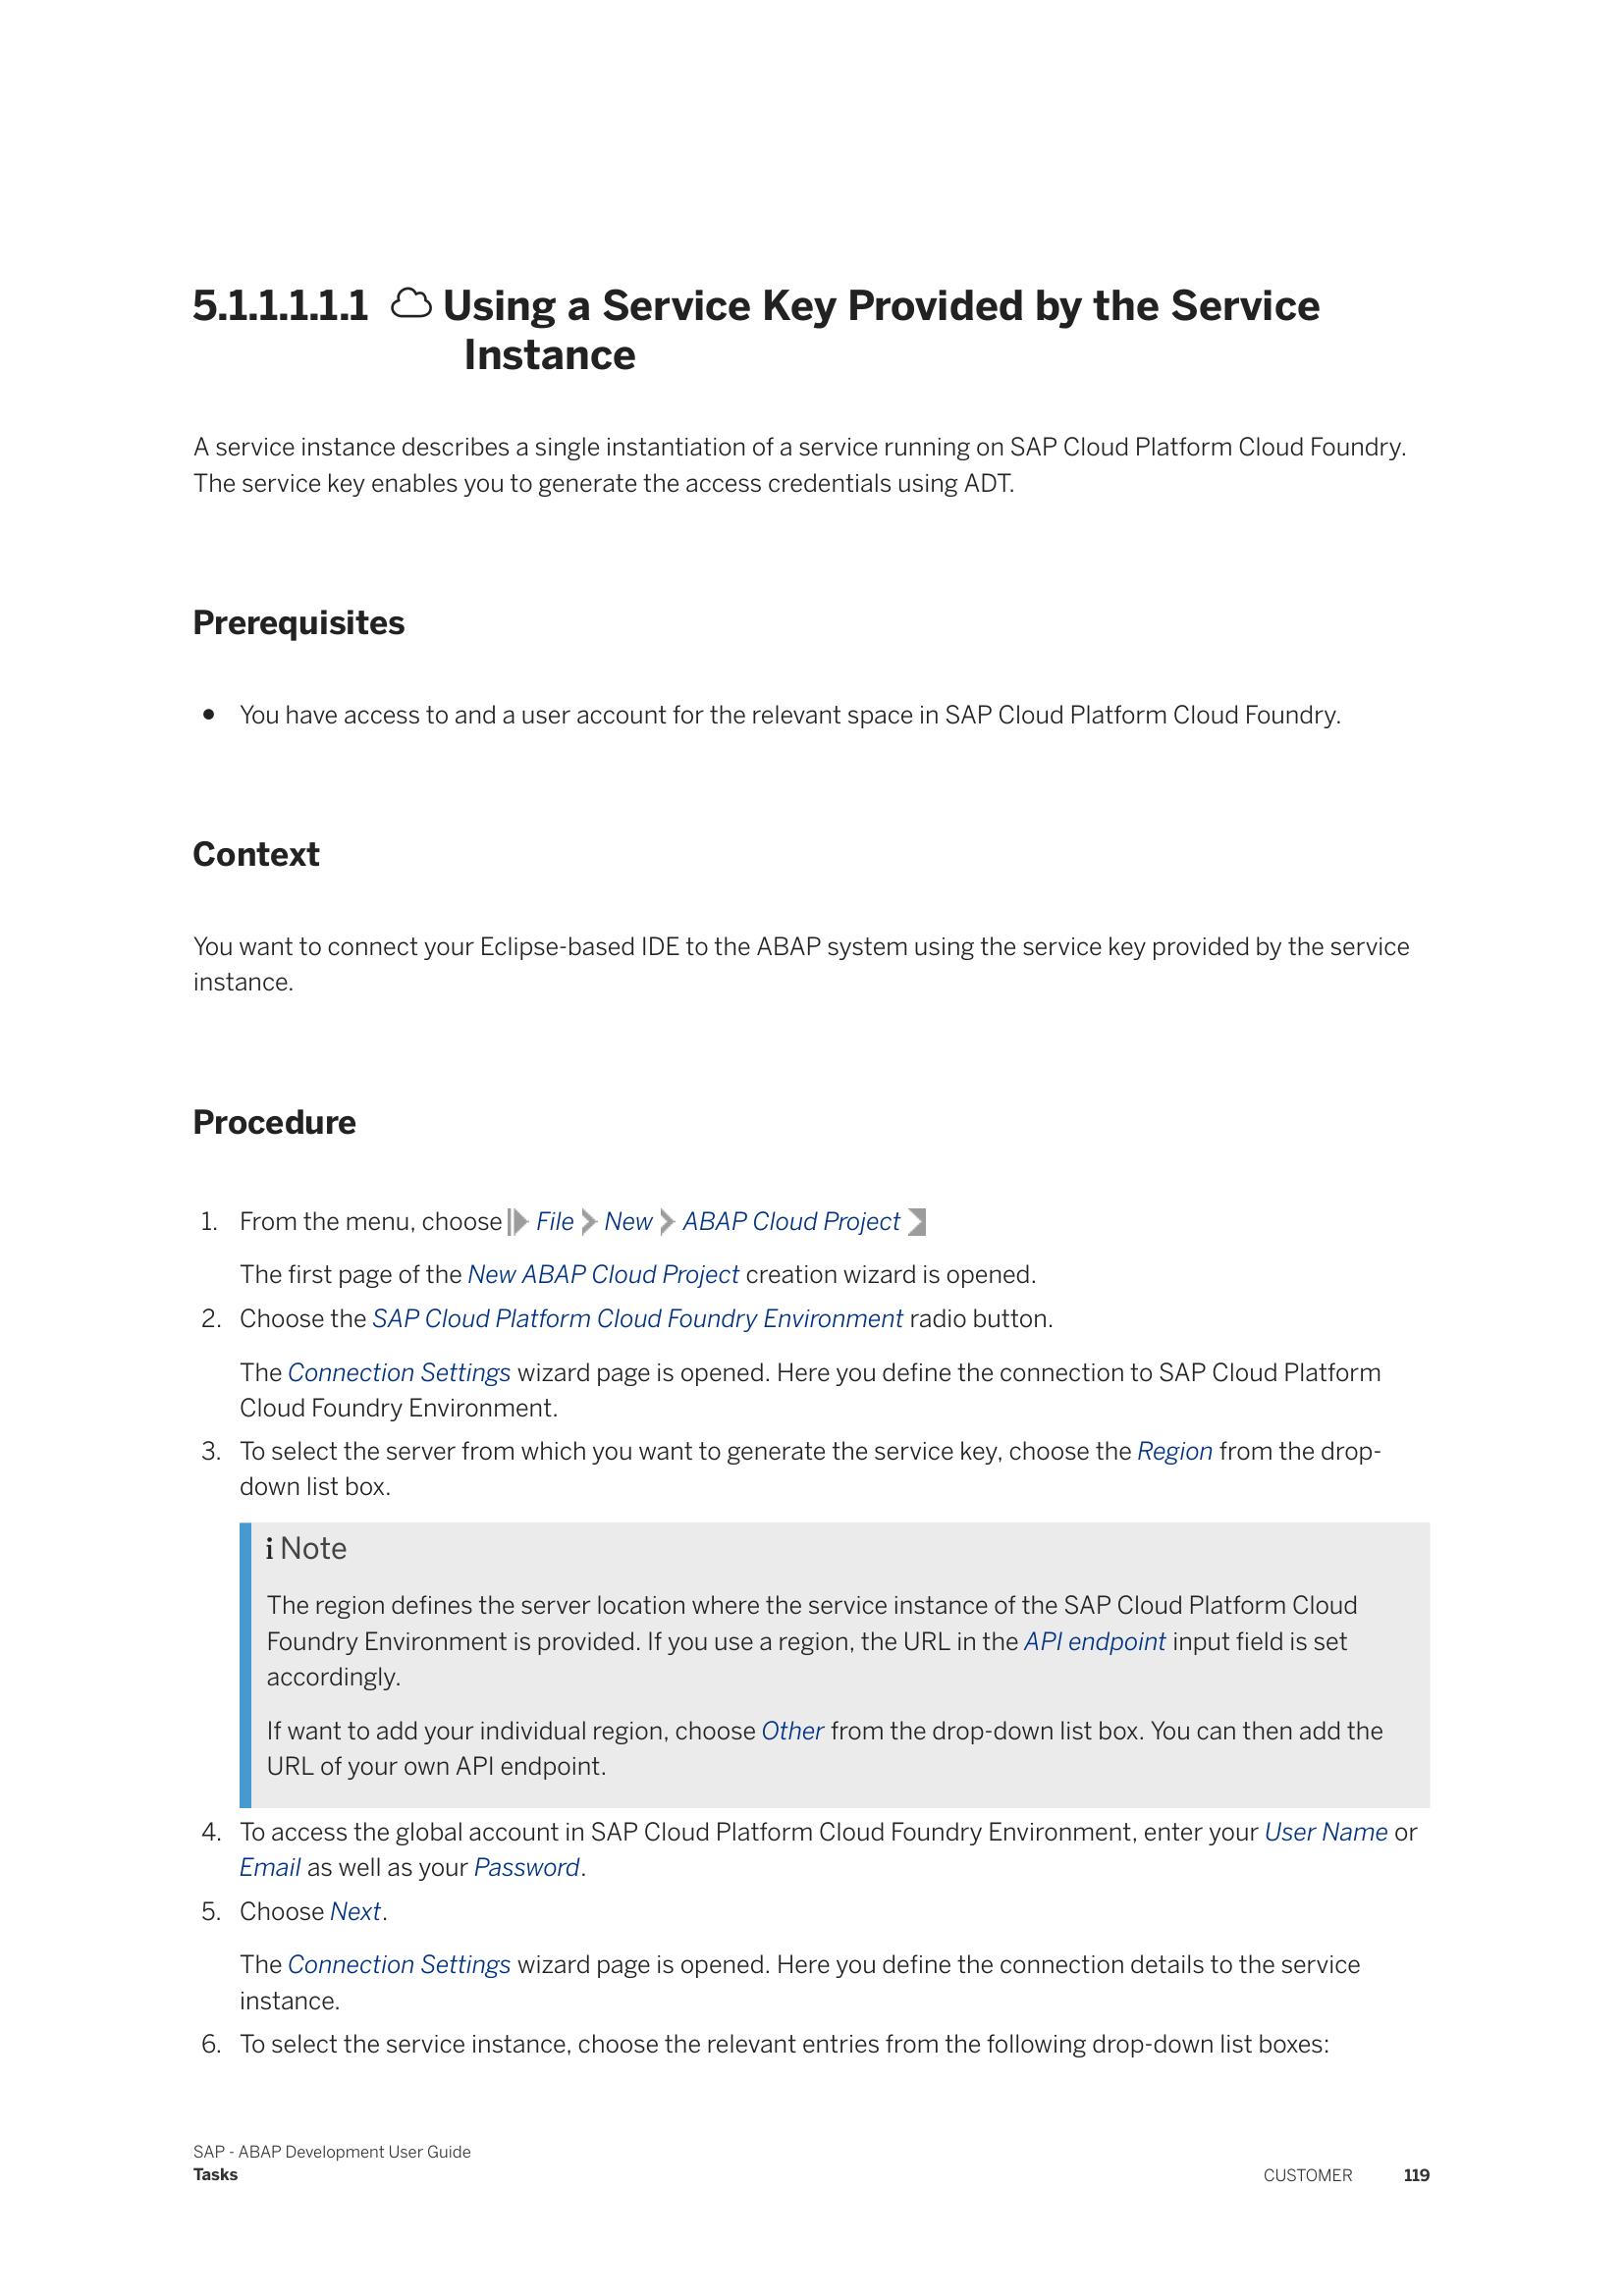 5.1.1.1.1.1 Using a Service Key Provided by the Service
Instance
A service instance describes a single instantiation of a service running on SAP Cloud Platform Cloud Foundry.
The service key enables you to generate the access credentials using ADT.
Prerequisites
• You have access to and a user account for the relevant space in SAP Cloud Platform Cloud Foundry.
Context
You want to connect your Eclipse-based IDE to the ABAP system using the service key provided by the service
instance.
Procedure
1. From the menu, choose File New ABAP Cloud Project
The first page of the New ABAP Cloud Project creation wizard is opened.
2. Choose the SAP Cloud Platform Cloud Foundry Environment radio button.
The Connection Settings wizard page is opened. Here you define the connection to SAP Cloud Platform
Cloud Foundry Environment.
3. To select the server from which you want to generate the service key, choose the Region from the drop-
down list box.
i Note
The region defines the server location where the service instance of the SAP Cloud Platform Cloud
Foundry Environment is provided. If you use a region, the URL in the API endpoint input field is set
accordingly.
If want to add your individual region, choose Other from the drop-down list box. You can then add the
URL of your own API endpoint.
4. To access the global account in SAP Cloud Platform Cloud Foundry Environment, enter your User Name or
Email as well as your Password.
5. Choose Next.
The Connection Settings wizard page is opened. Here you define the connection details to the service
instance.
6. To select the service instance, choose the relevant entries from the following drop-down list boxes:
SAP - ABAP Development User Guide
Tasks
CUSTOMER 119